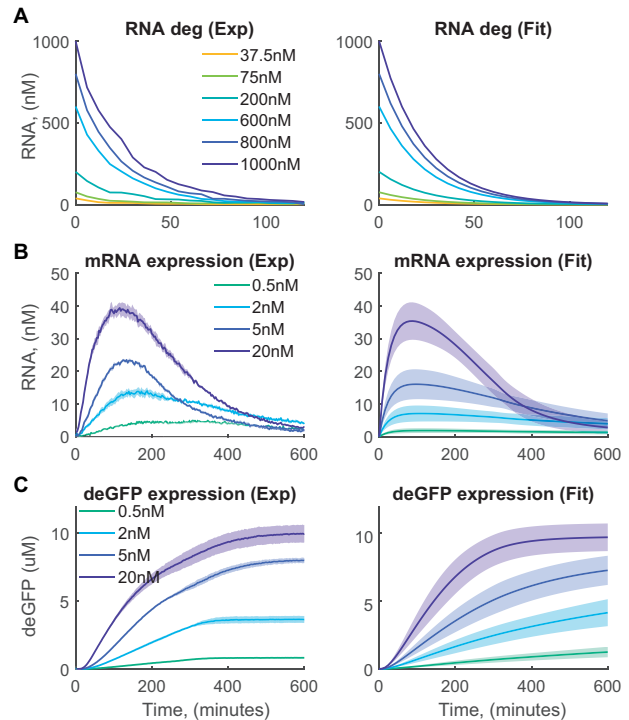 A
RNA deg (Exp)
RNA deg (Fit)
1000
500
0
RNA, (nM)
37.5nM
75nM
200nM
600nM
800nM
1000nM
0
50
100
1000
500
0
0
50
100
B
mRNA expression (Exp)
mRNA expression (Fit)
50
40
30
20
10
0
RNA, (nM)
0.5nM
2nM
5nM
20nM
0
200
400
600
50
40
30
20
10
0
0
200
400
600
C
deGFP expression (Exp)
deGFP expression (Fit)
10
5
0
deGFP (uM)
0.5nM
2nM
5nM
20nM
0
200
400
600
Time, (minutes)
10
5
0
0
200
400
600
Time, (minutes)